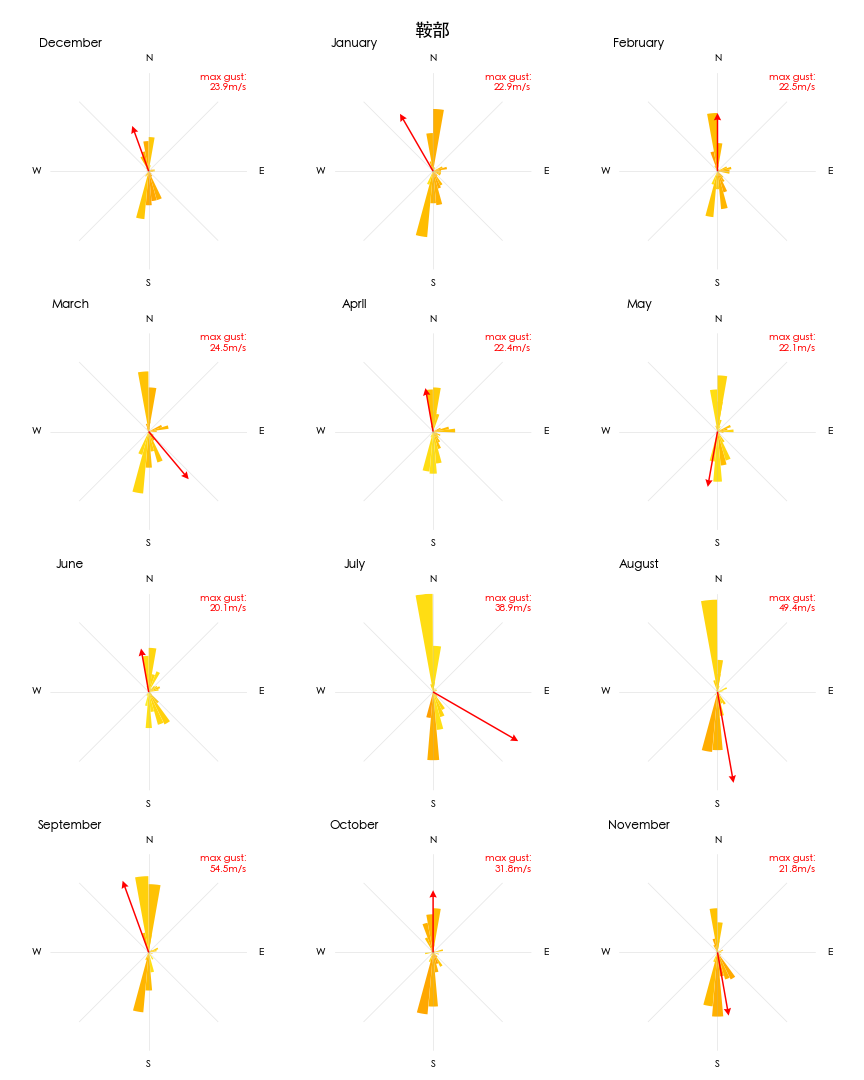 鞍部
December
N
max gust:
23.9m/s
W
E
S
January
N
max gust:
22.9m/s
W
E
S
February
N
max gust:
22.5m/s
W
E
S
March
N
max gust:
24.5m/s
W
E
S
April
N
max gust:
22.4m/s
W
E
S
May
N
max gust:
22.1m/s
W
E
S
June
N
max gust:
20.1m/s
W
E
S
July
N
max gust:
38.9m/s
W
E
S
August
N
max gust:
49.4m/s
W
E
S
September
N
max gust:
54.5m/s
W
E
S
October
N
max gust:
31.8m/s
W
E
S
November
N
max gust:
21.8m/s
W
E
S